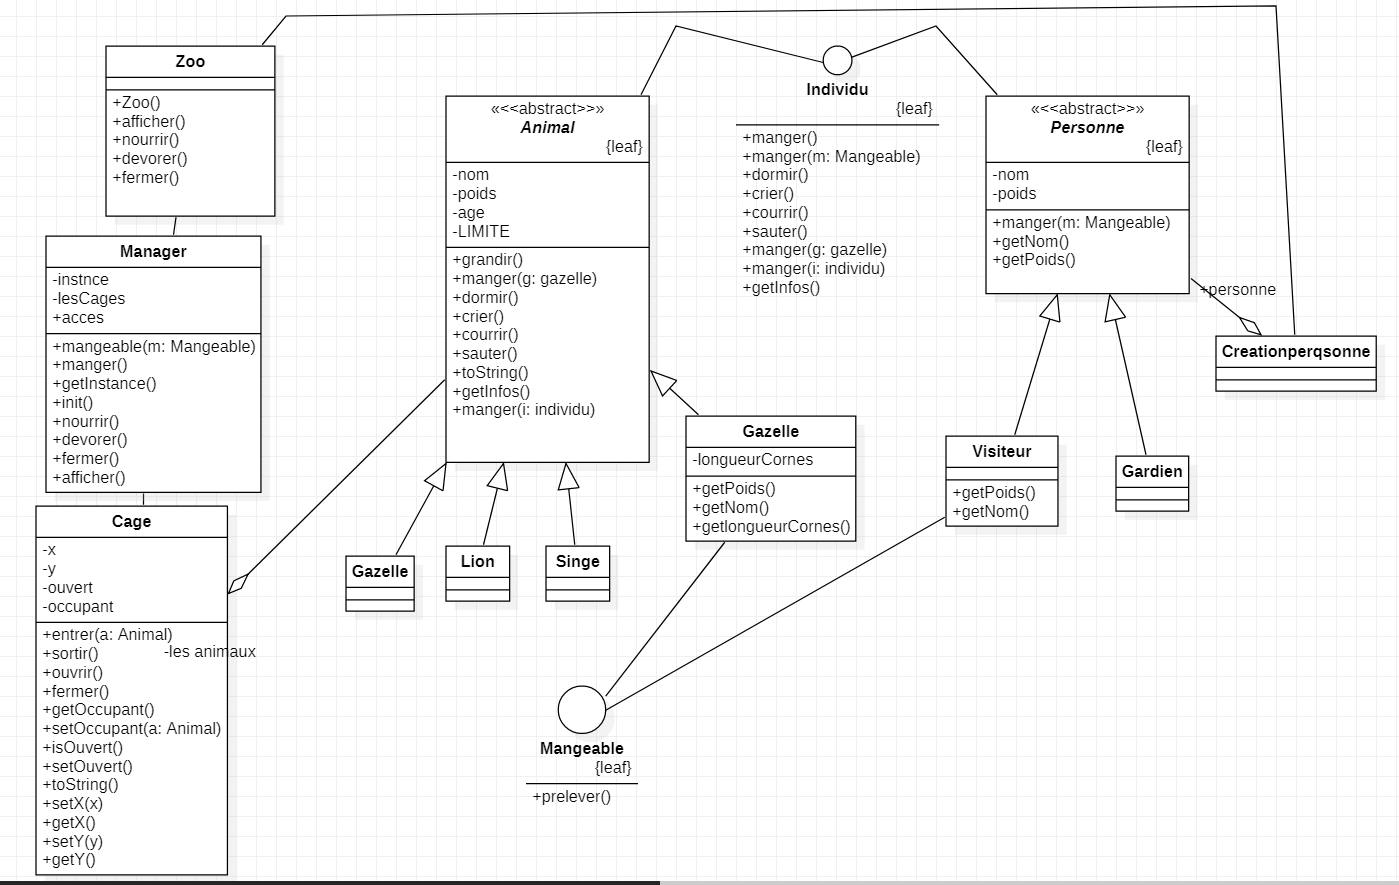 Zoo
+Zoo()
+afficher()
+nourrir()
+devorer()
+fermer()
Manager
-instnce
-lesCages
+acces
+mangeable(m: Mangeable)
+manger()
+getInstance()
+init()
+nourrir()
+devorer()
+fermer()
+afficher()
Cage
-x
-y
-ouvert
-occupant
+entrer(a: Animal)
+sortir()
+ouvrir()
+fermer()
+getOccupant()
+setOccupant(a: Animal)
+isOuvert()
+setOuvert()
+toString()
+setX(x)
+getX()
+setY(y)
+getY()
-les animaux
«<<abstract>>»
Animal
{leaf}
-nom
-poids
-age
-LIMITE
+grandir()
+manger(g: gazelle)
+dormir()
+crier()
+courrir()
+sauter()
+toString()
+getInfos()
+manger(i: individu)
Gazelle
Lion
Singe
Individu
{leaf}
+manger()
+manger(m: Mangeable)
+dormir()
+crier()
+courrir()
+sauter()
+manger(g: gazelle)
+manger(i: individu)
+getInfos()
Gazelle
-longueurCornes
+getPoids()
+getNom()
+getlongueurCornes()
Mangeable
{leaf}
+prelever()
«<<abstract>>»
Personne
{leaf}
-nom
-poids
+manger(m: Mangeable)
+getNom()
+getPoids()
+personne
Creationperqsonne
Visiteur
+getPoids()
+getNom()
Gardien